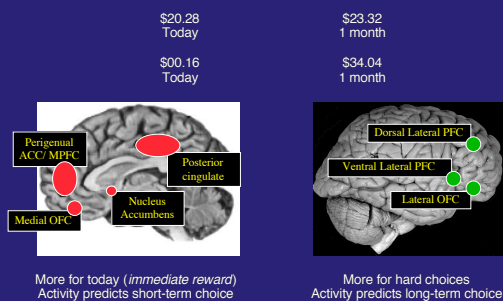 $20.28 $23.32
Today 1 month
$00.16 $34.04
Today 1 month
Perigenual
ACC/ MPFC
Posterior
cingulate
Nucleus
Accumbens
Medial OFC
Dorsal Lateral PFC
Ventral Lateral PFC
Lateral OFC
More for today (immediate reward)
Activity predicts short-term choice
More for hard choices
Activity predicts long-term choice